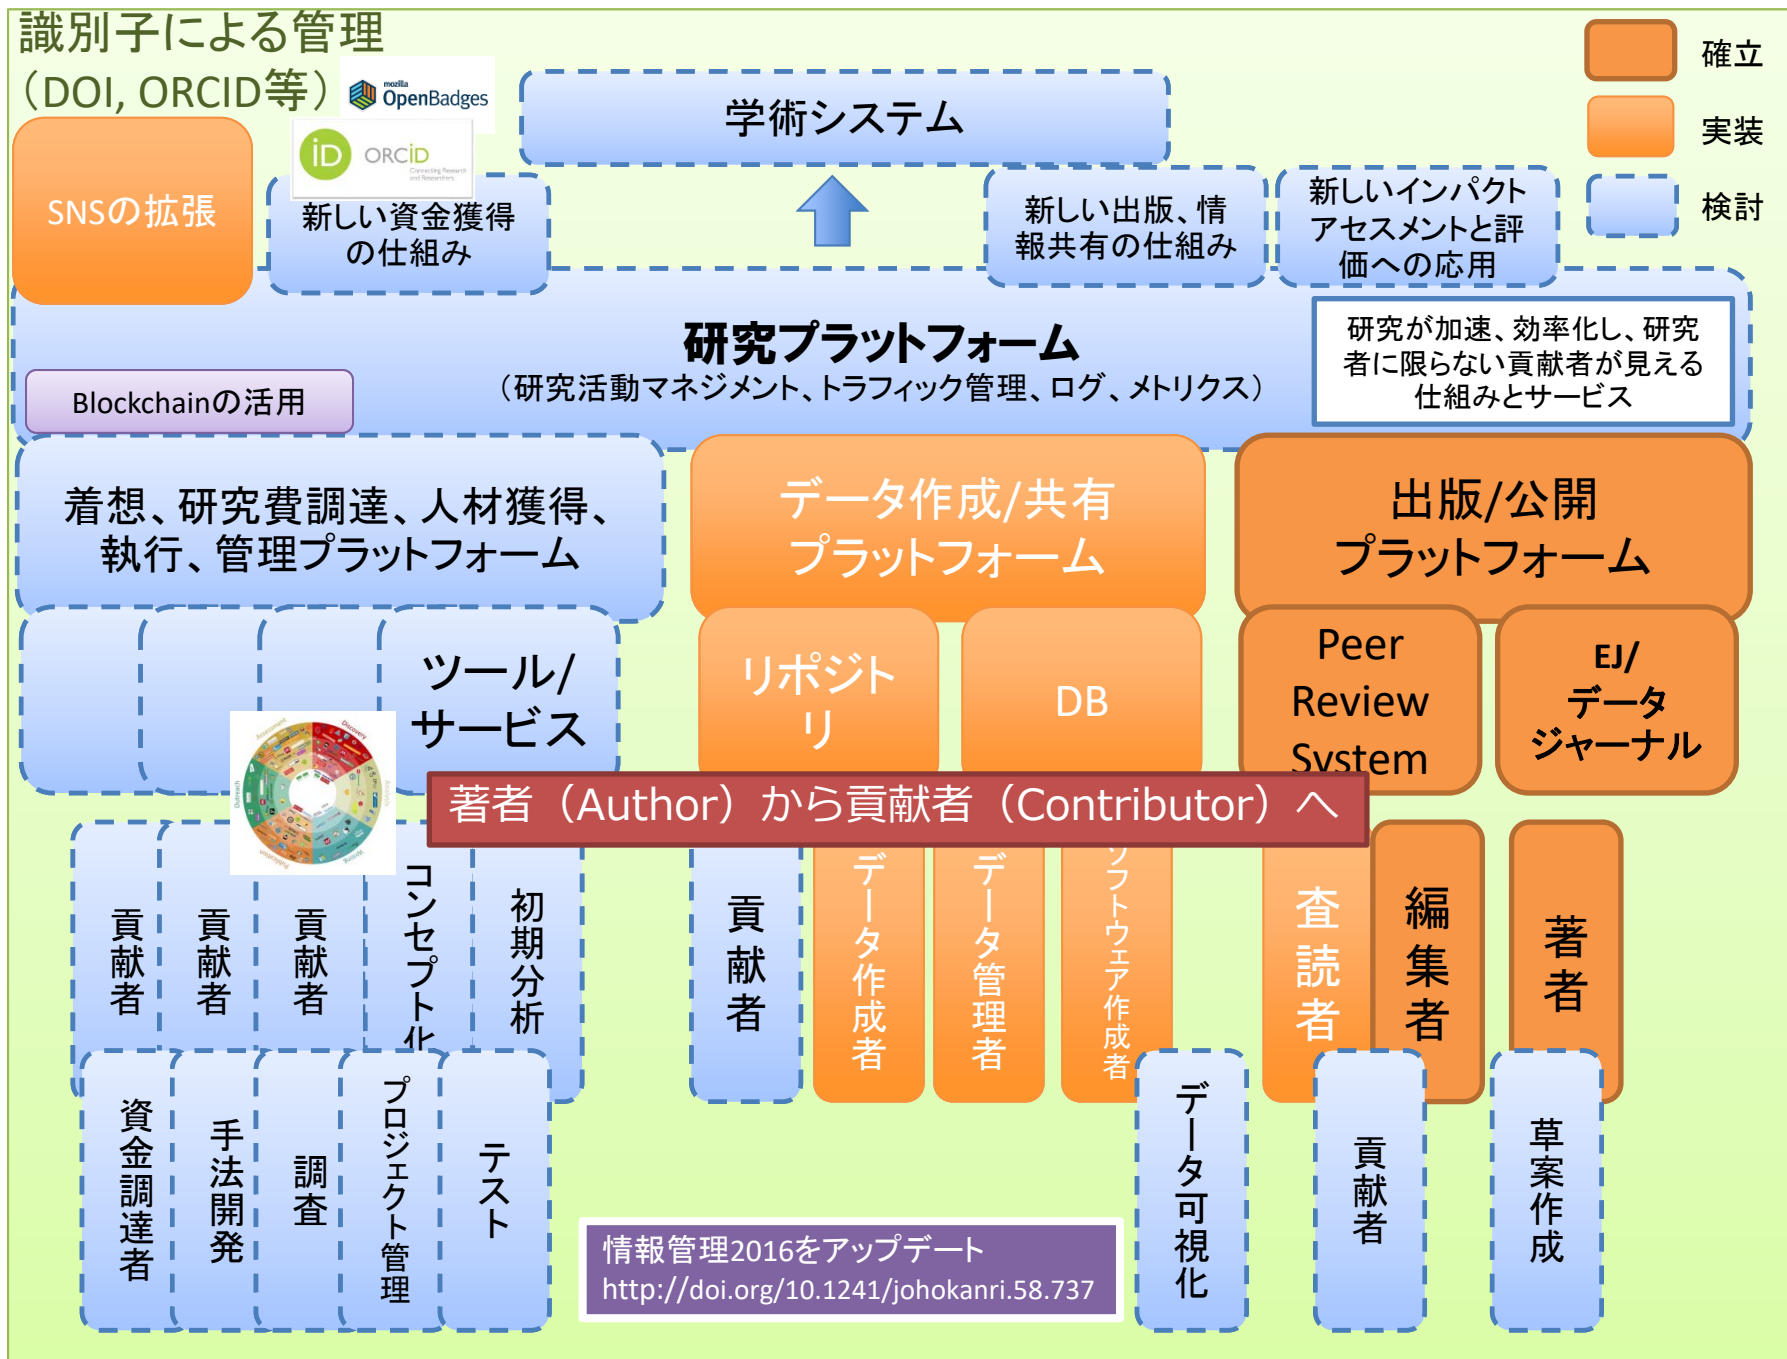 識別子による管理
（DOI, ORCID等）
mozilla
OpenBadges
iD ORCiD
Connecting Research
and Researchers
学術システム
確立
実装
検討
SNSの拡張
新しい資金獲得
の仕組み
新しい出版、情
報共有の仕組み
新しいインパクト
アセスメントと評
価への応用
研究プラットフォーム
（研究活動マネジメント、トラフィック管理、ログ、メトリクス）
研究が加速、効率化し、研究
者に限らない貢献者が見える
仕組みとサービス
Blockchainの活用
着想、研究費調達、人材獲得、
執行、管理プラットフォーム
データ作成/共有
プラットフォーム
出版/公開
プラットフォーム
ツール/
サービス
リポジト
リ
DB
Peer
Review
System
EJ/
データ
ジャーナル
Assessment
Discovery
Analysis
Writing
Publication
Outreach
著者（Author）から貢献者（Contributor）へ
貢献者
貢献者
貢献者
コンセプト化
初期分析
貢献者
データ作成者
データ管理者
ソフトウェア作成者
査読者
編集者
著者
資金調達者
手法開発
調査
プロジェクト管理
テスト
データ可視化
貢献者
草案作成
情報管理2016をアップデート
http://doi.org/10.1241/johokanri.58.737